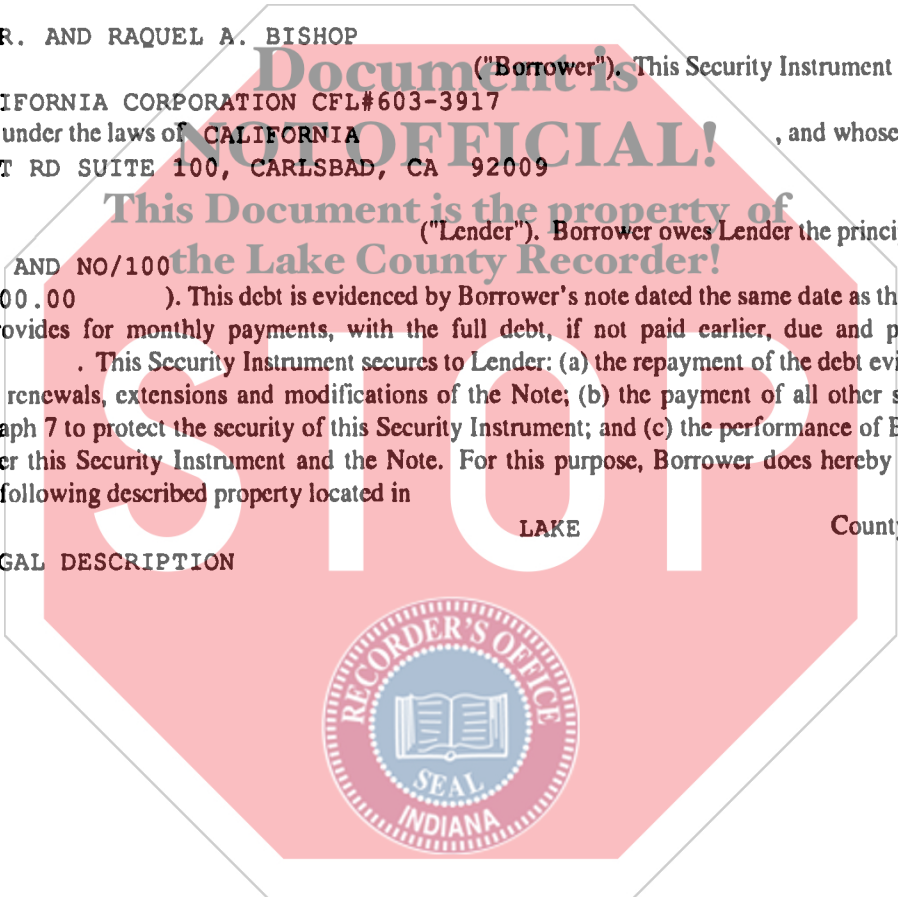 R. AND RAQUEL A. BISHOP
Document is
("Borrower"). This Security Instrument
IFORNIA CORPORATION CFL#603-3917
under the laws of CALIFORNIA , and whose
NOT OFFICIAL!
T RD SUITE 100, CARLSBAD, CA 92009
This Document is the property of
("Lender"). Borrower owes Lender the princi
AND NO/100
the Lake County Recorder!
00.00 ). This debt is evidenced by Borrower's note dated the same date as th
ovides for monthly payments, with the full debt, if not paid earlier, due and p
. This Security Instrument secures to Lender: (a) the repayment of the debt evi
renewals, extensions and modifications of the Note; (b) the payment of all other s
aph 7 to protect the security of this Security Instrument; and (c) the performance of B
er this Security Instrument and the Note. For this purpose, Borrower does hereby
following described property located in
STOP
LAKE County
GAL DESCRIPTION
RECORDER'S OFFICE
SEAL
INDIANA